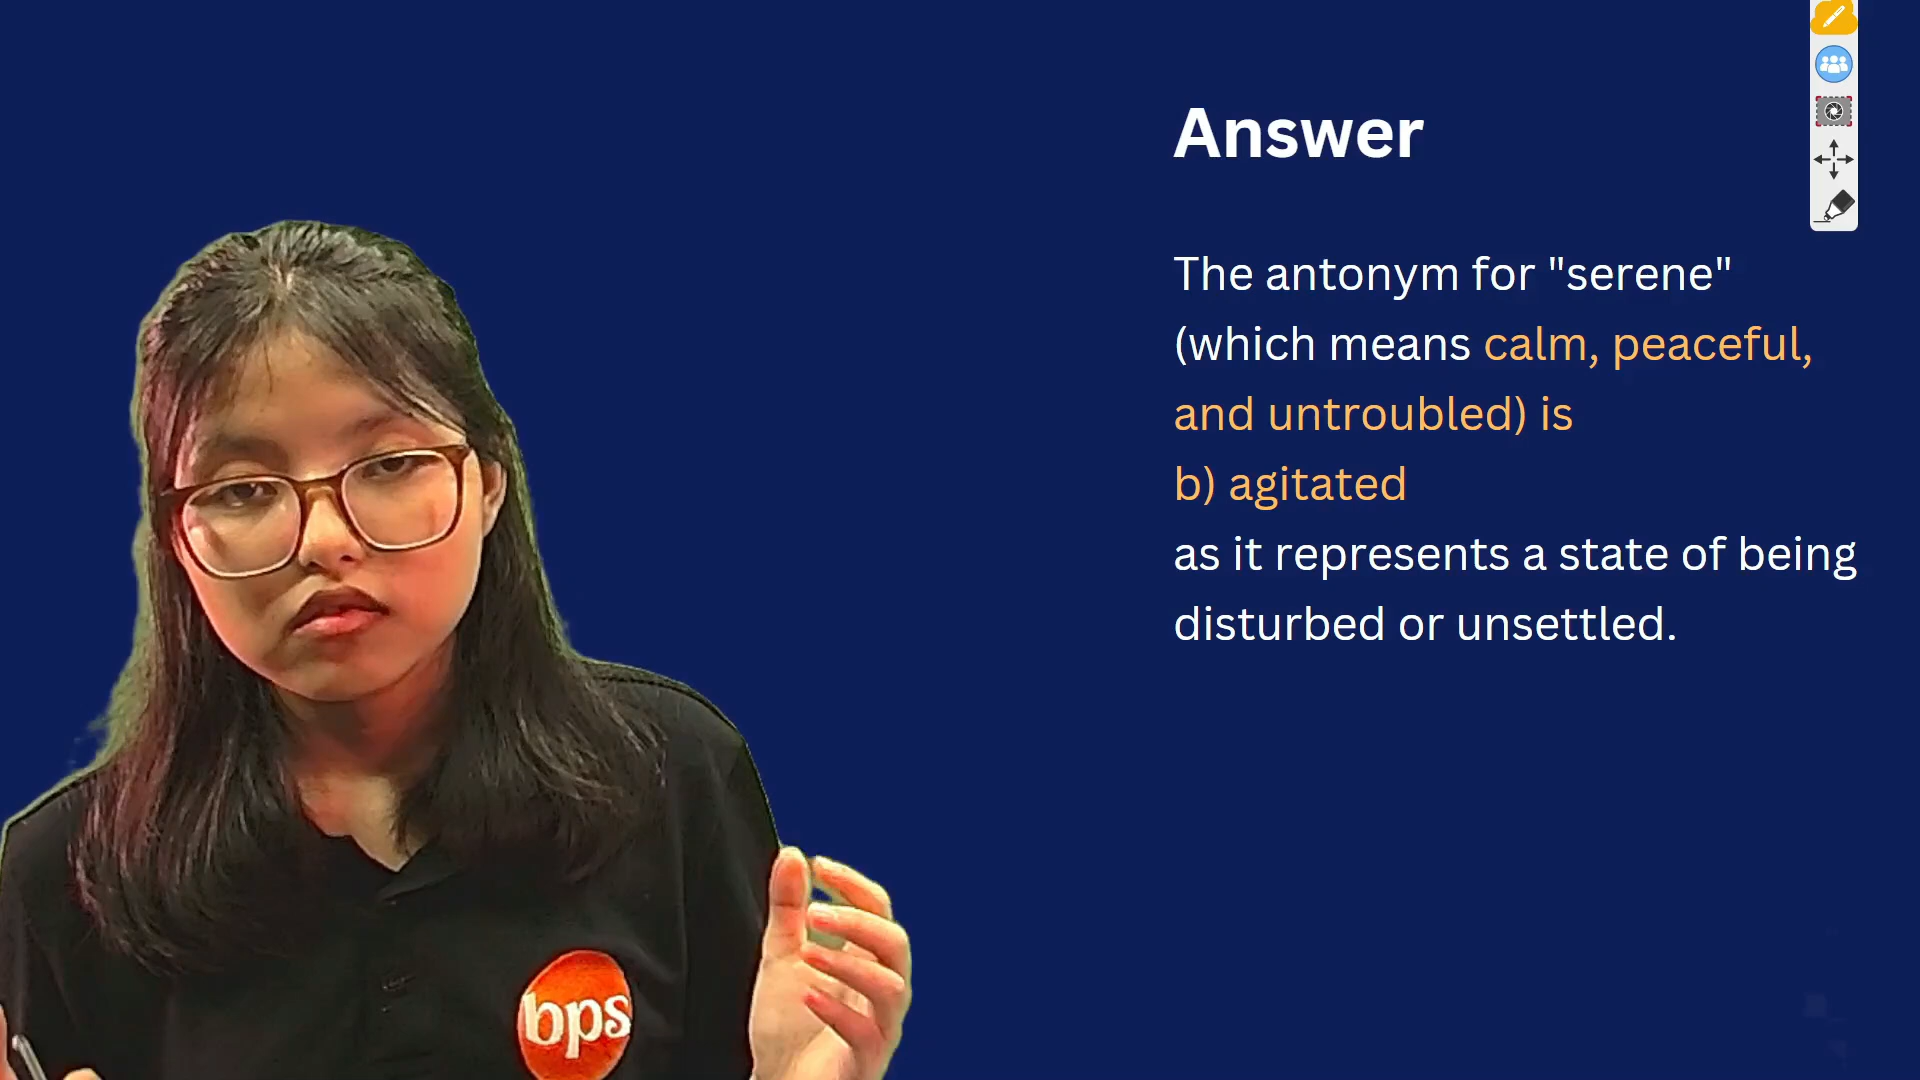 Answer
The antonym for "serene"
(which means calm, peaceful,
and untroubled) is
b) agitated
as it represents a state of being
disturbed or unsettled.
bps